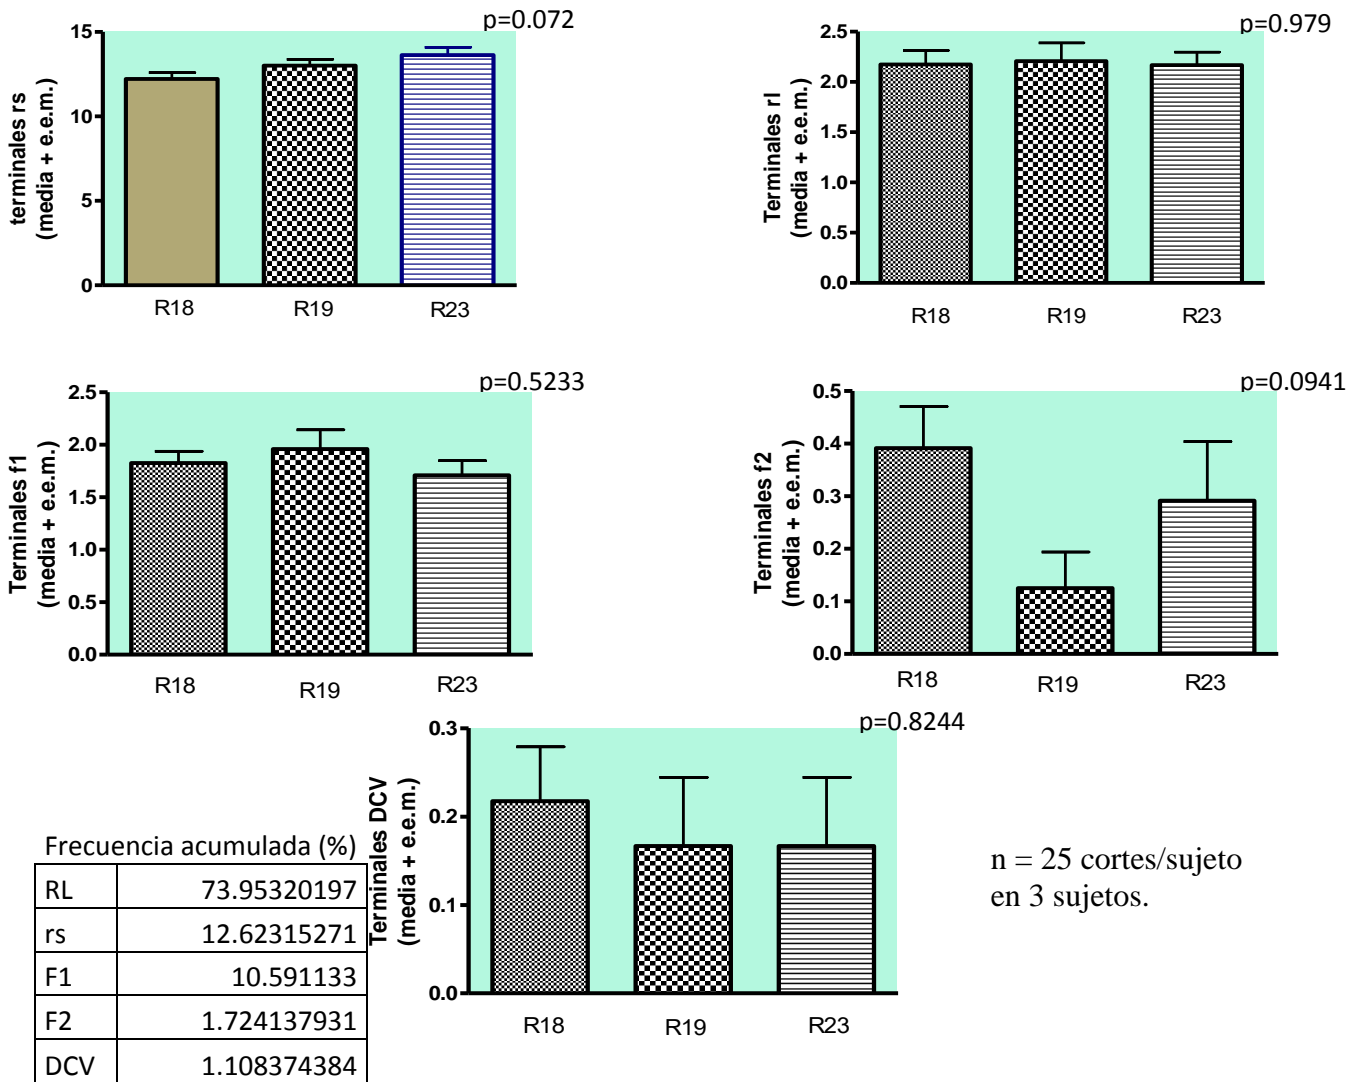 p=0.072
terminales rs
(media + e.e.m.)
15
10
5
0
R18
R19
R23
p=0.979
Terminales rl
(media + e.e.m.)
2.5
2.0
1.5
1.0
0.5
0.0
R18
R19
R23
p=0.5233
Terminales f1
(media + e.e.m.)
2.5
2.0
1.5
1.0
0.5
0.0
R18
R19
R23
p=0.0941
Terminales f2
(media + e.e.m.)
0.5
0.4
0.3
0.2
0.1
0.0
R18
R19
R23
p=0.8244
Terminales DCV
(media + e.e.m.)
0.3
0.2
0.1
0.0
R18
R19
R23
Frecuencia acumulada (%)
RL 73.95320197
rs 12.62315271
F1 10.591133
F2 1.724137931
DCV 1.108374384
n = 25 cortes/sujeto
en 3 sujetos.